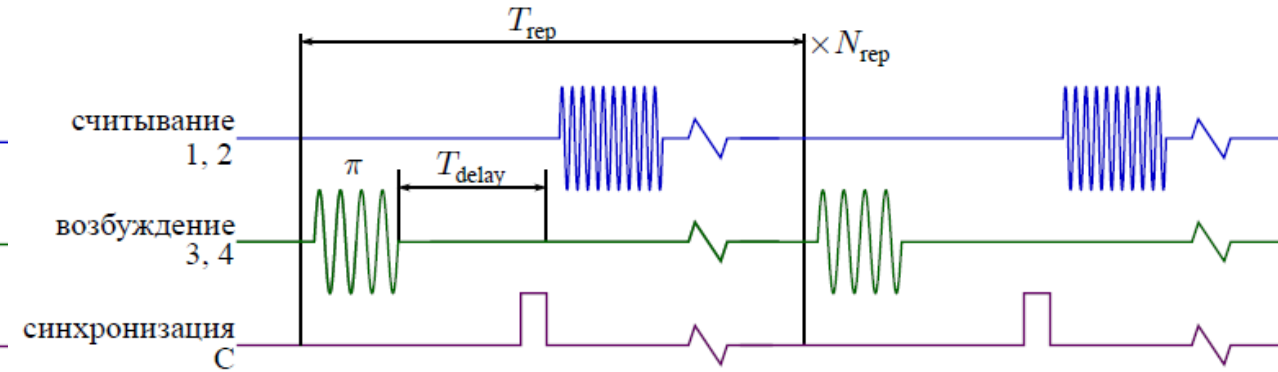 T_rep
× N_rep
считывание
1, 2
π
T_delay
возбуждение
3, 4
синхронизация
С